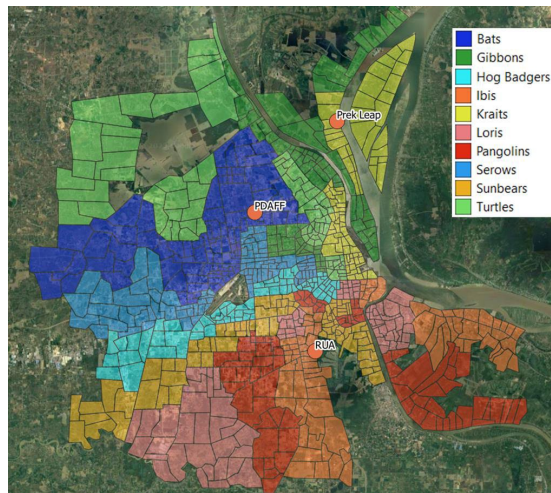 Bats
Gibbons
Hog Badgers
Ibis
Kraits
Loris
Pangolins
Serows
Sunbears
Turtles
Prek Leap
PDAFF
RUA